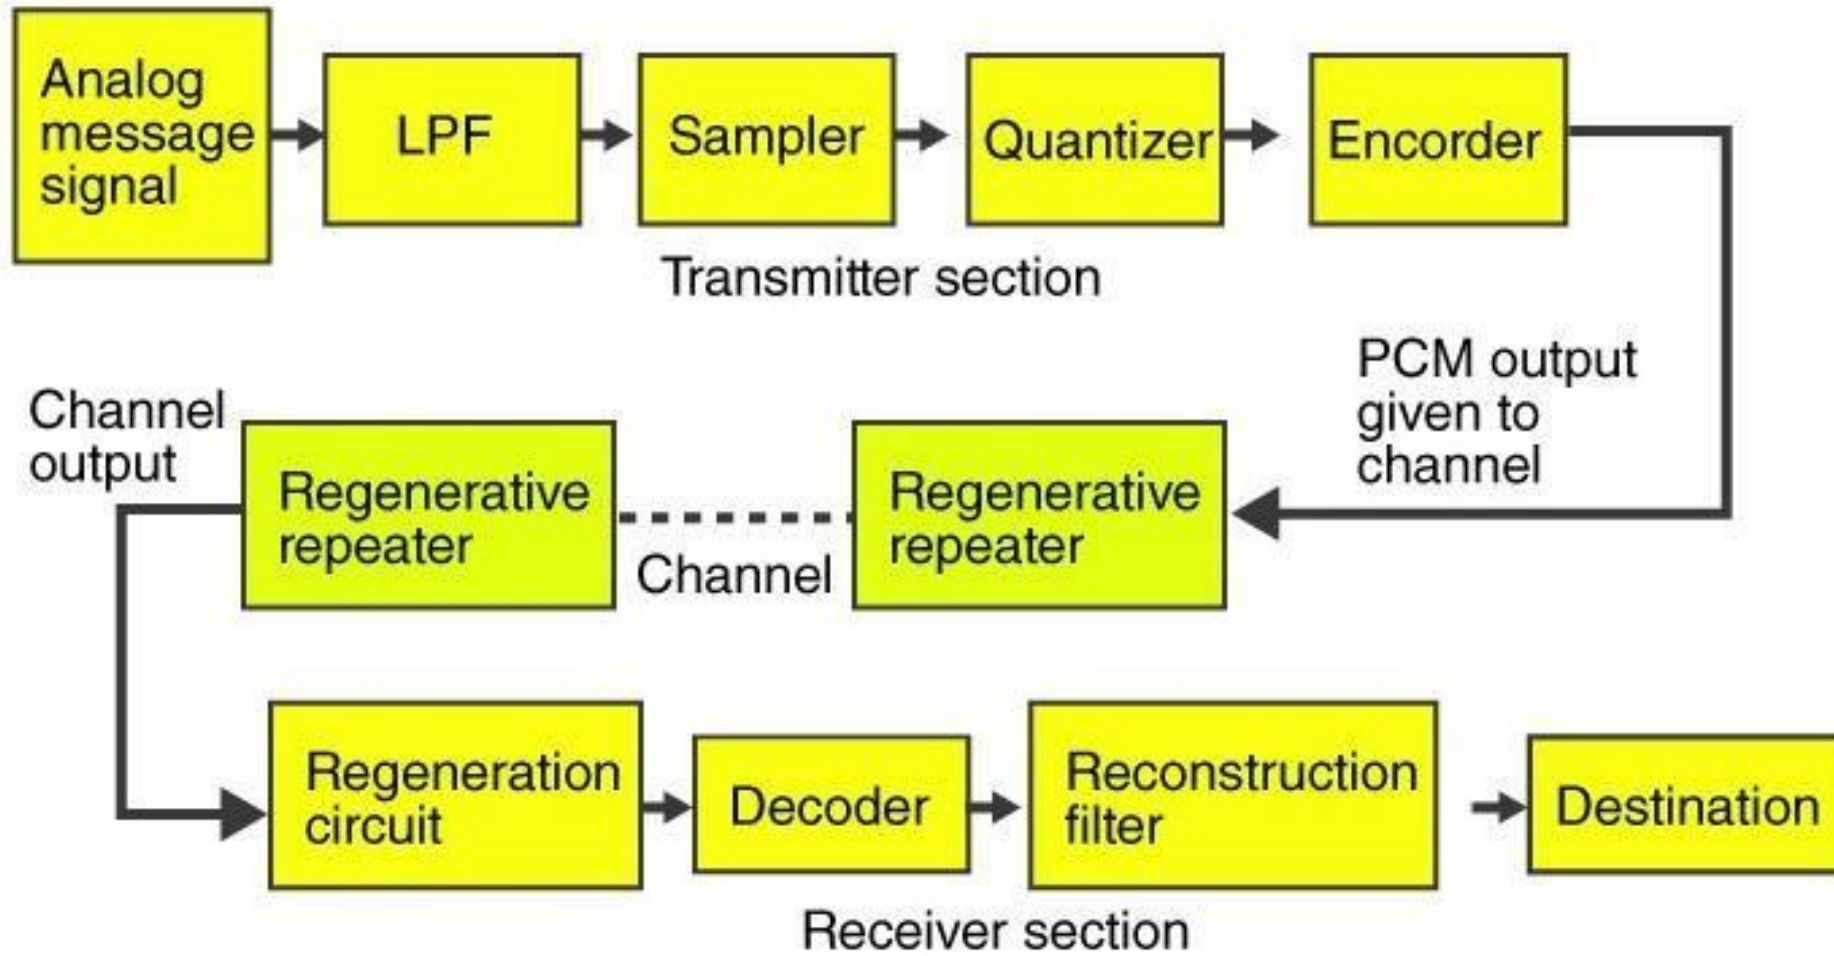 Analog
message
signal
LPF
Sampler
Quantizer
Encorder
Transmitter section
PCM output
given to
channel
Channel
output
Regenerative
repeater
Channel
Regenerative
repeater
Regeneration
circuit
Decoder
Reconstruction
filter
Destination
Receiver section